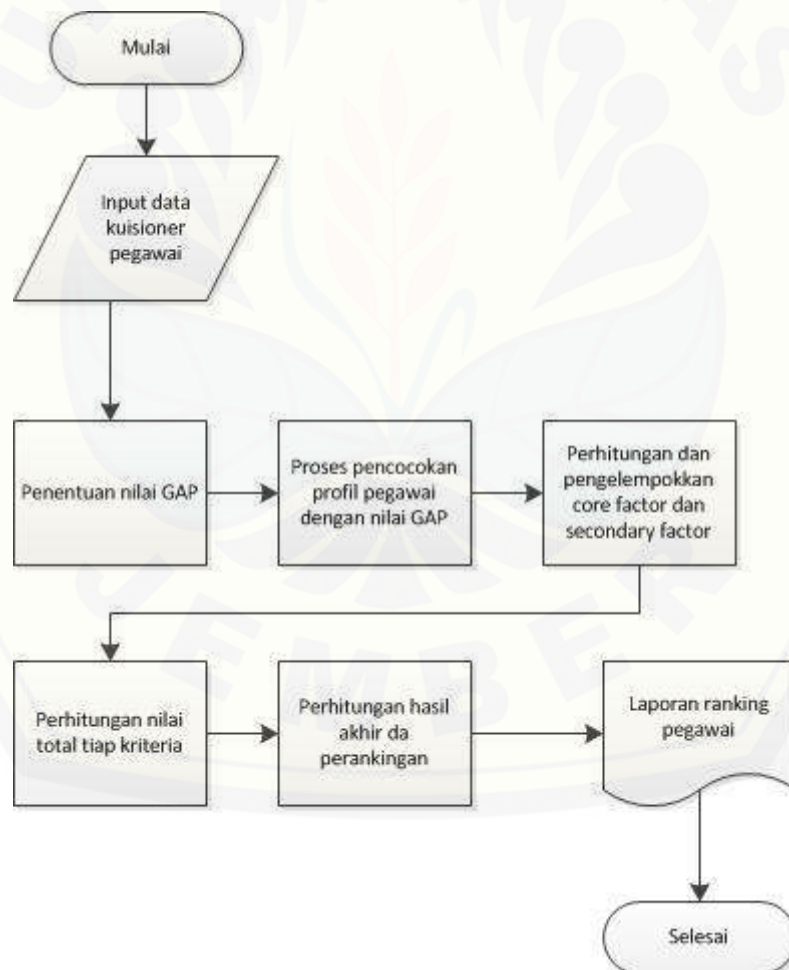 Mulai
Input data
kuisioner
pegawai
Penentuan nilai GAP
Proses pencocokan
profil pegawai
dengan nilai GAP
Perhitungan dan
pengelempokkan
core factor dan
secondary factor
Perhitungan nilai
total tiap kriteria
Perhitungan hasil
akhir da
perankingan
Laporan ranking
pegawai
Selesai
JEMBER